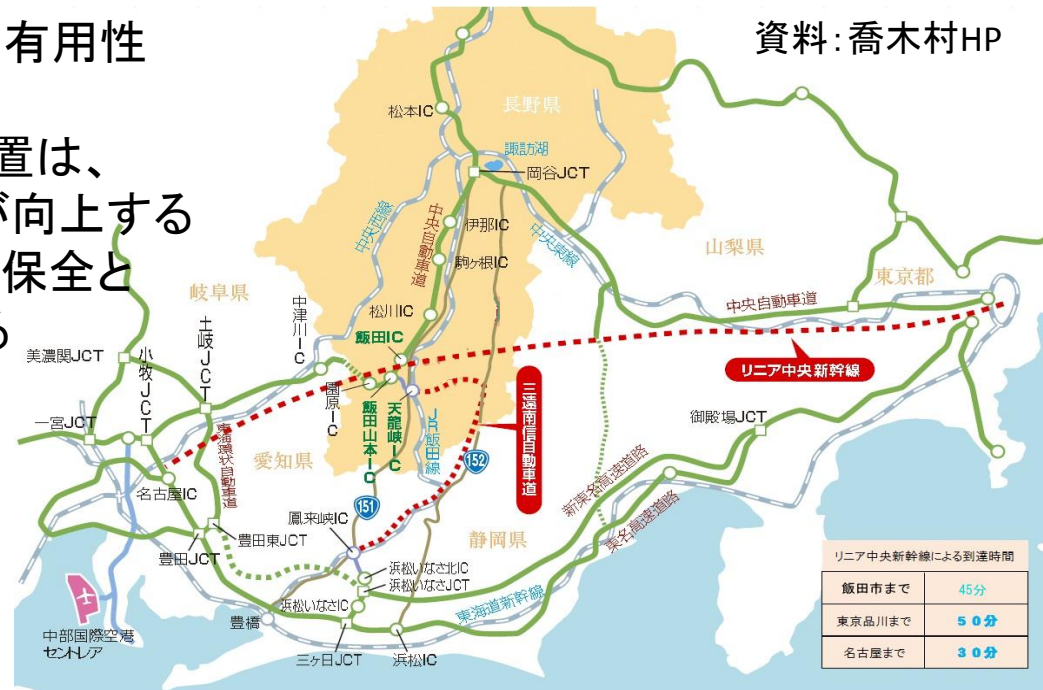 有用性
資料：喬木村HP
置は、
が向上する
保全と
松本IC
長野県
諏訪湖
岡谷JCT
中央西線
中央自動車道
伊那IC
中央東線
山梨県
駒ヶ根IC
東京都
岐阜県
中津川IC
松川IC
中央自動車道
土岐JCT
飯田IC
美濃関JCT
小牧JCT
リニア中央新幹線
園原IC
飯田山本IC
天龍峡IC
JR飯田線
三遠南信自動車道
御殿場JCT
一宮JCT
東海環状自動車道
愛知県
152
名古屋IC
151
新東名高速道路
東名高速道路
鳳来峡IC
静岡県
豊田東JCT
豊田JCT
浜松いなさ北IC
浜松いなさJCT
浜松いなさIC
東海道新幹線
豊橋
中部国際空港
セントレア
三ヶ日JCT
浜松IC
リニア中央新幹線による到達時間
飯田市まで 45分
東京品川まで 50分
名古屋まで 30分